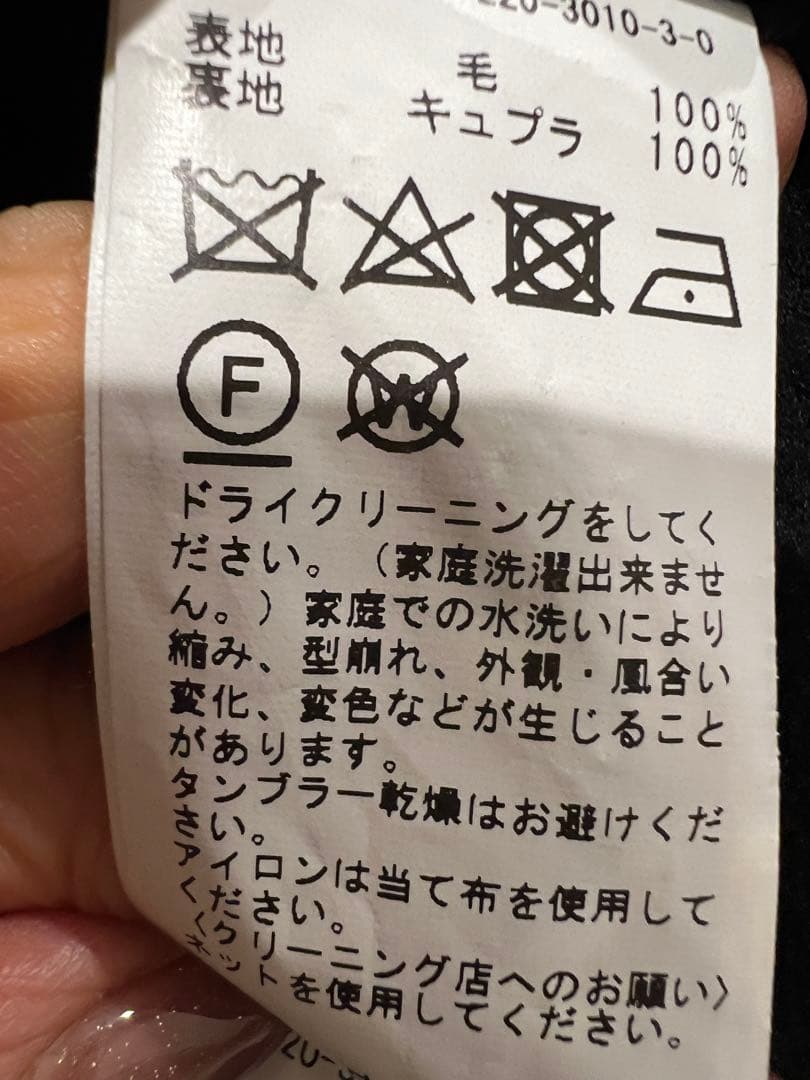 220-3010-3-0
表地 毛 100%
裏地 キュプラ 100%
F
W
ドライクリーニングをしてく
ださい。（家庭洗濯出来ませ
ん。）家庭での水洗いにより
縮み、型崩れ、外観・風合い
変化、変色などが生じること
があります。
タンブラー乾燥はお避けくだ
さい。
アイロンは当て布を使用して
ください。
〈クリーニング店へのお願い〉
ネットを使用してください。